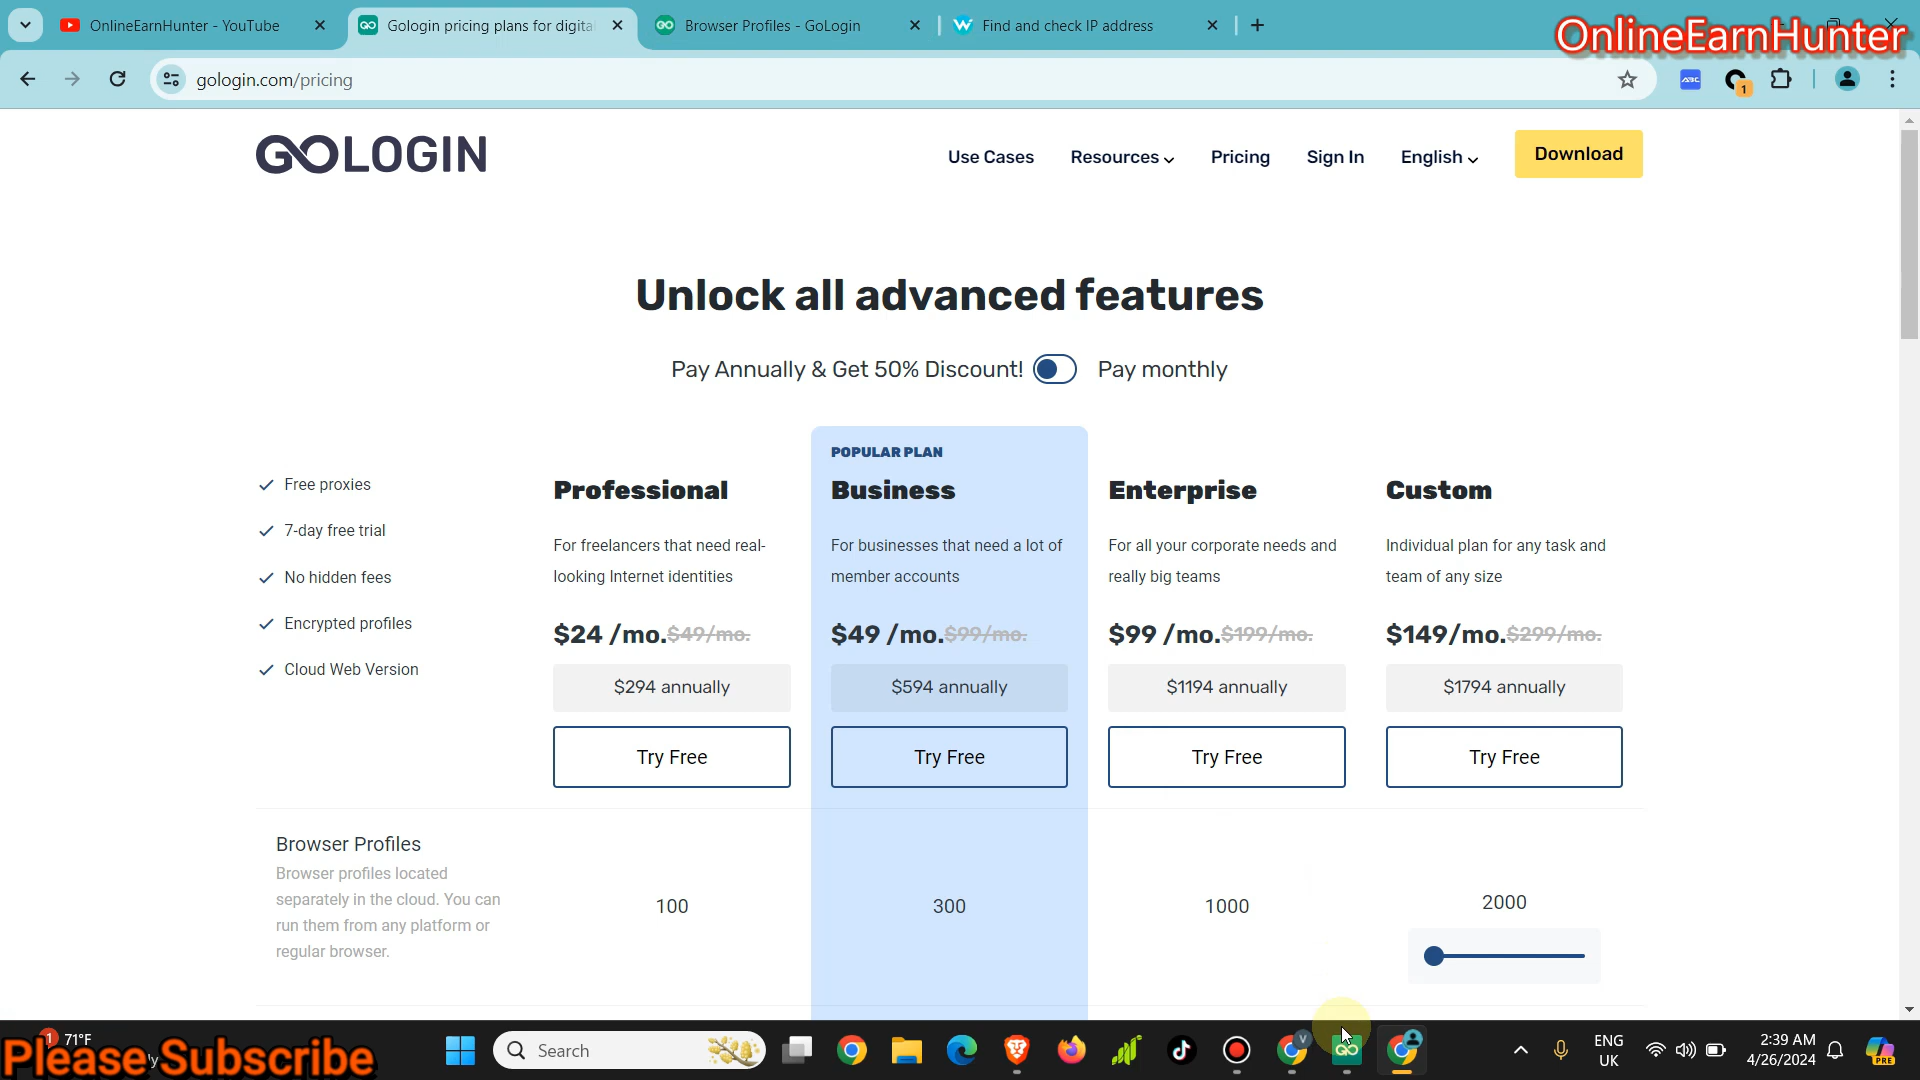 OnlineEarnHunter - YouTube
Gologin pricing plans for digita
Browser Profiles - GoLogin
Find and check IP address
OnlineEarnHunter
gologin.com/pricing
ABC
1
GOLOGIN
Use Cases
Resources
Pricing
Sign In
English
Download
Unlock all advanced features
Pay Annually & Get 50% Discount!
Pay monthly
Free proxies
7-day free trial
No hidden fees
Encrypted profiles
Cloud Web Version
Professional
For freelancers that need real-
looking Internet identities
$24 /mo.$49/mo.
$294 annually
Try Free
POPULAR PLAN
Business
For businesses that need a lot of
member accounts
$49 /mo.$99/mo.
$594 annually
Try Free
Enterprise
For all your corporate needs and
really big teams
$99 /mo.$199/mo.
$1194 annually
Try Free
Custom
Individual plan for any task and
team of any size
$149/mo.$299/mo.
$1794 annually
Try Free
Browser Profiles
Browser profiles located
separately in the cloud. You can
run them from any platform or
regular browser.
100
300
1000
2000
1
71°F
Please Subscribe
Search
V
GO
ENG
UK
2:39 AM
4/26/2024
PRE